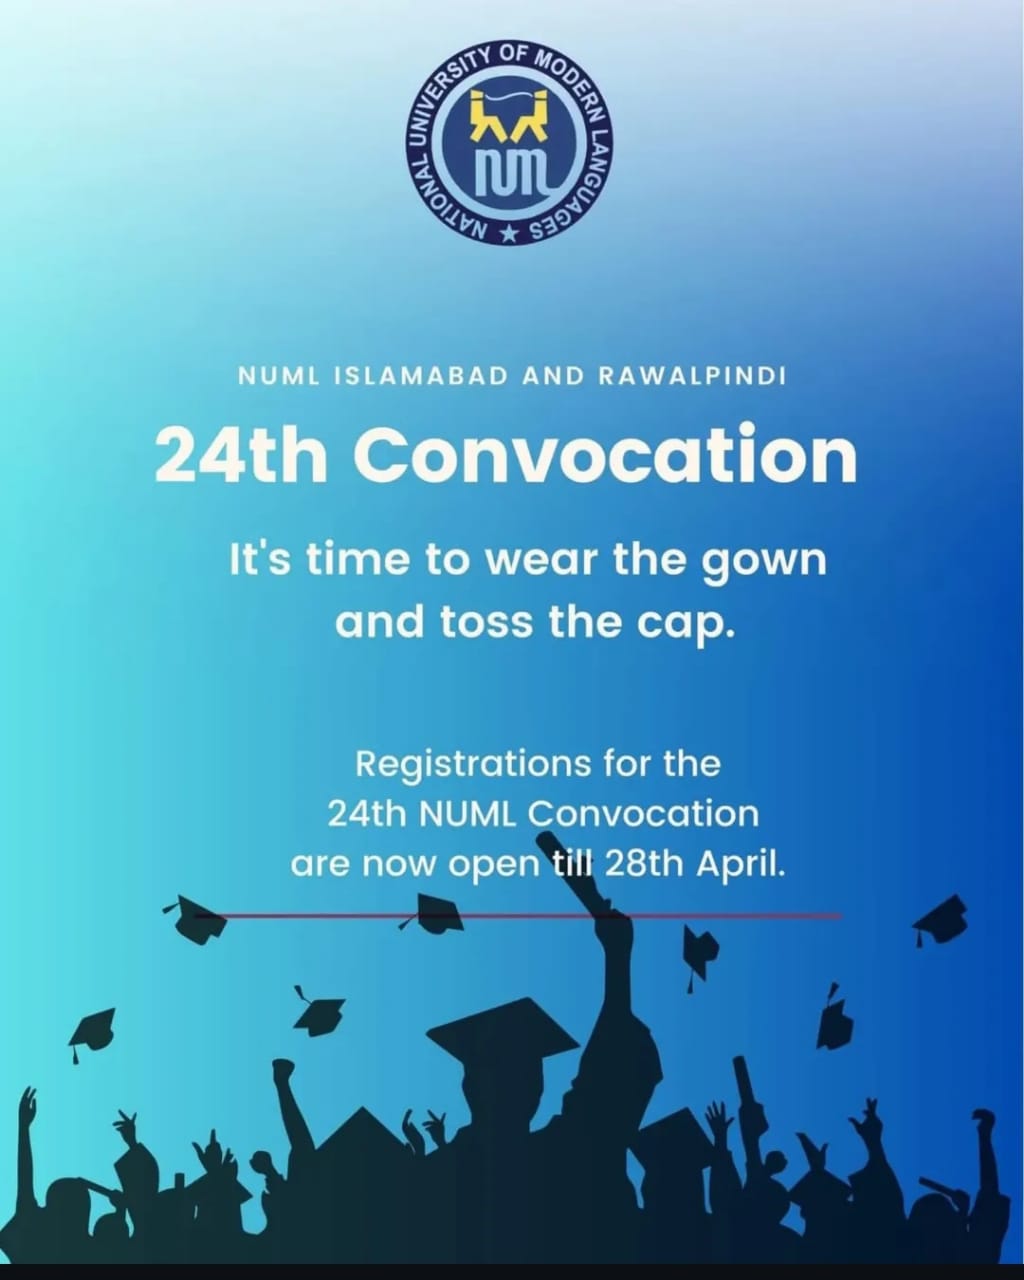 NATIONAL UNIVERSITY OF MODERN LANGUAGES
num
NUML ISLAMABAD AND RAWALPINDI
24th Convocation
It's time to wear the gown
and toss the cap.
Registrations for the
24th NUML Convocation
are now open till 28th April.